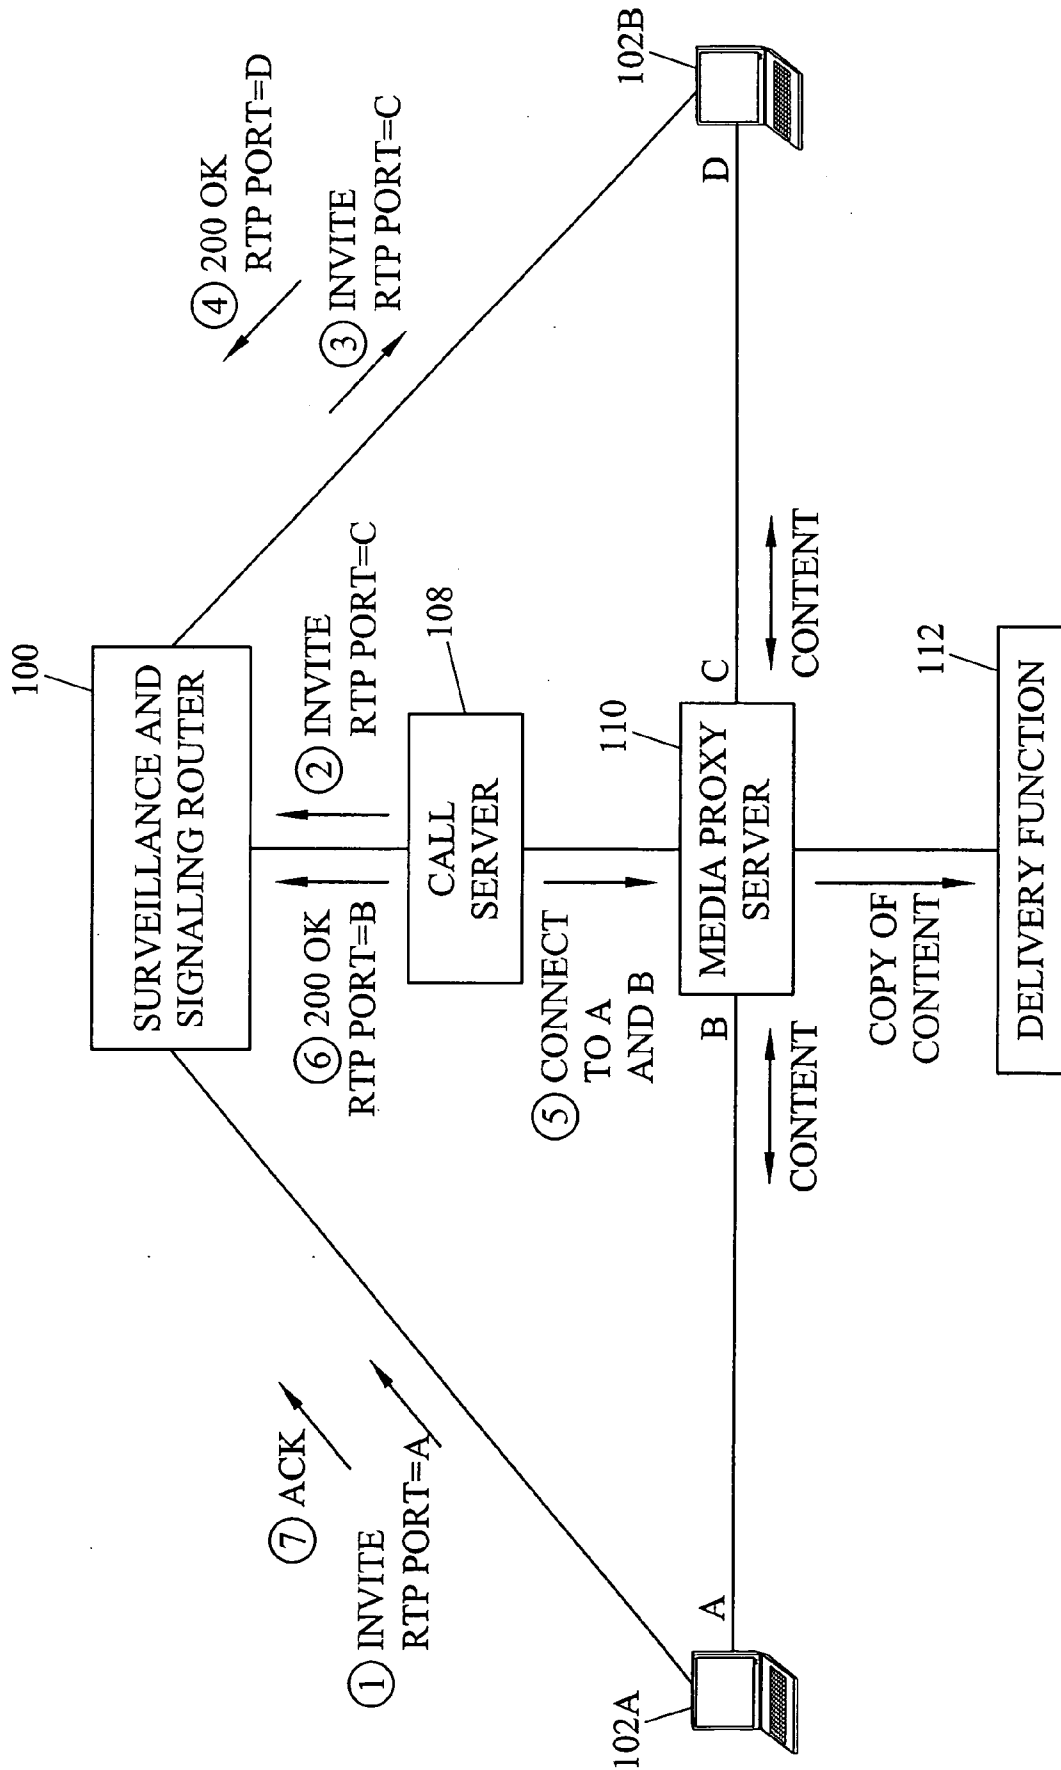 100
SURVEILLANCE AND
SIGNALING ROUTER
④ 200 OK
RTP PORT=D
③ INVITE
RTP PORT=C
102B
⑦ ACK
① INVITE
RTP PORT=A
⑥ 200 OK
RTP PORT=B
② INVITE
RTP PORT=C
108
CALL
SERVER
⑤ CONNECT
TO A
AND B
110
102A
A
B
MEDIA PROXY
SERVER
C
D
CONTENT
CONTENT
COPY OF
CONTENT
112
DELIVERY FUNCTION